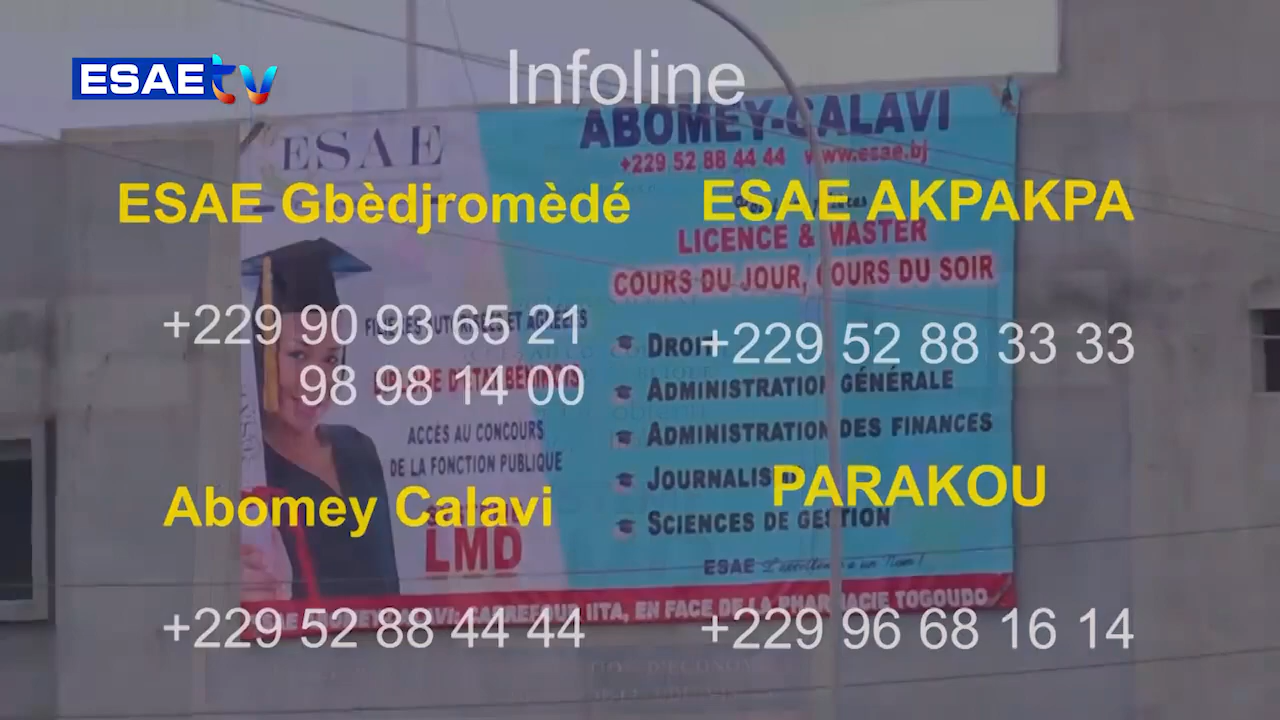 ESAE tv
Infoline
ESAE Gbèdjromèdé
+229 90 93 65 21
98 98 14 00
ESAE AKPAKPA
+229 52 88 33 33
Abomey Calavi
+229 52 88 44 44
PARAKOU
+229 96 68 16 14
ESAE
ABOMEY-CALAVI
+229 52 88 44 44 www.esae.bj
LICENCE & MASTER
COURS DU JOUR, COURS DU SOIR
ET AGRÉÉES
ACCÈS AU CONCOURS
DE LA FONCTION PUBLIQUE
LMD
DROIT
ADMINISTRATION GÉNÉRALE
ADMINISTRATION DES FINANCES
SCIENCES DE GESTION
ESAE
IITA, EN FACE DE LA PHARMACIE TOGOUDO